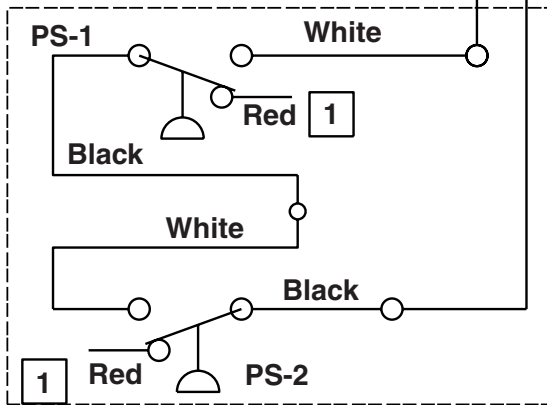 PS-1
White
Red 1
Black
White
Black
1 Red PS-2